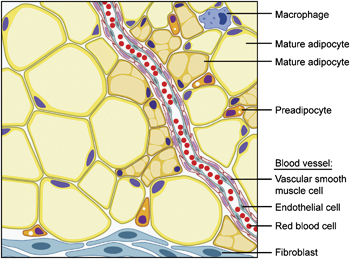 Macrophage
Mature adipocyte
Mature adipocyte
Preadipocyte
Blood vessel:
Vascular smooth
muscle cell
Endothelial cell
Red blood cell
Fibroblast